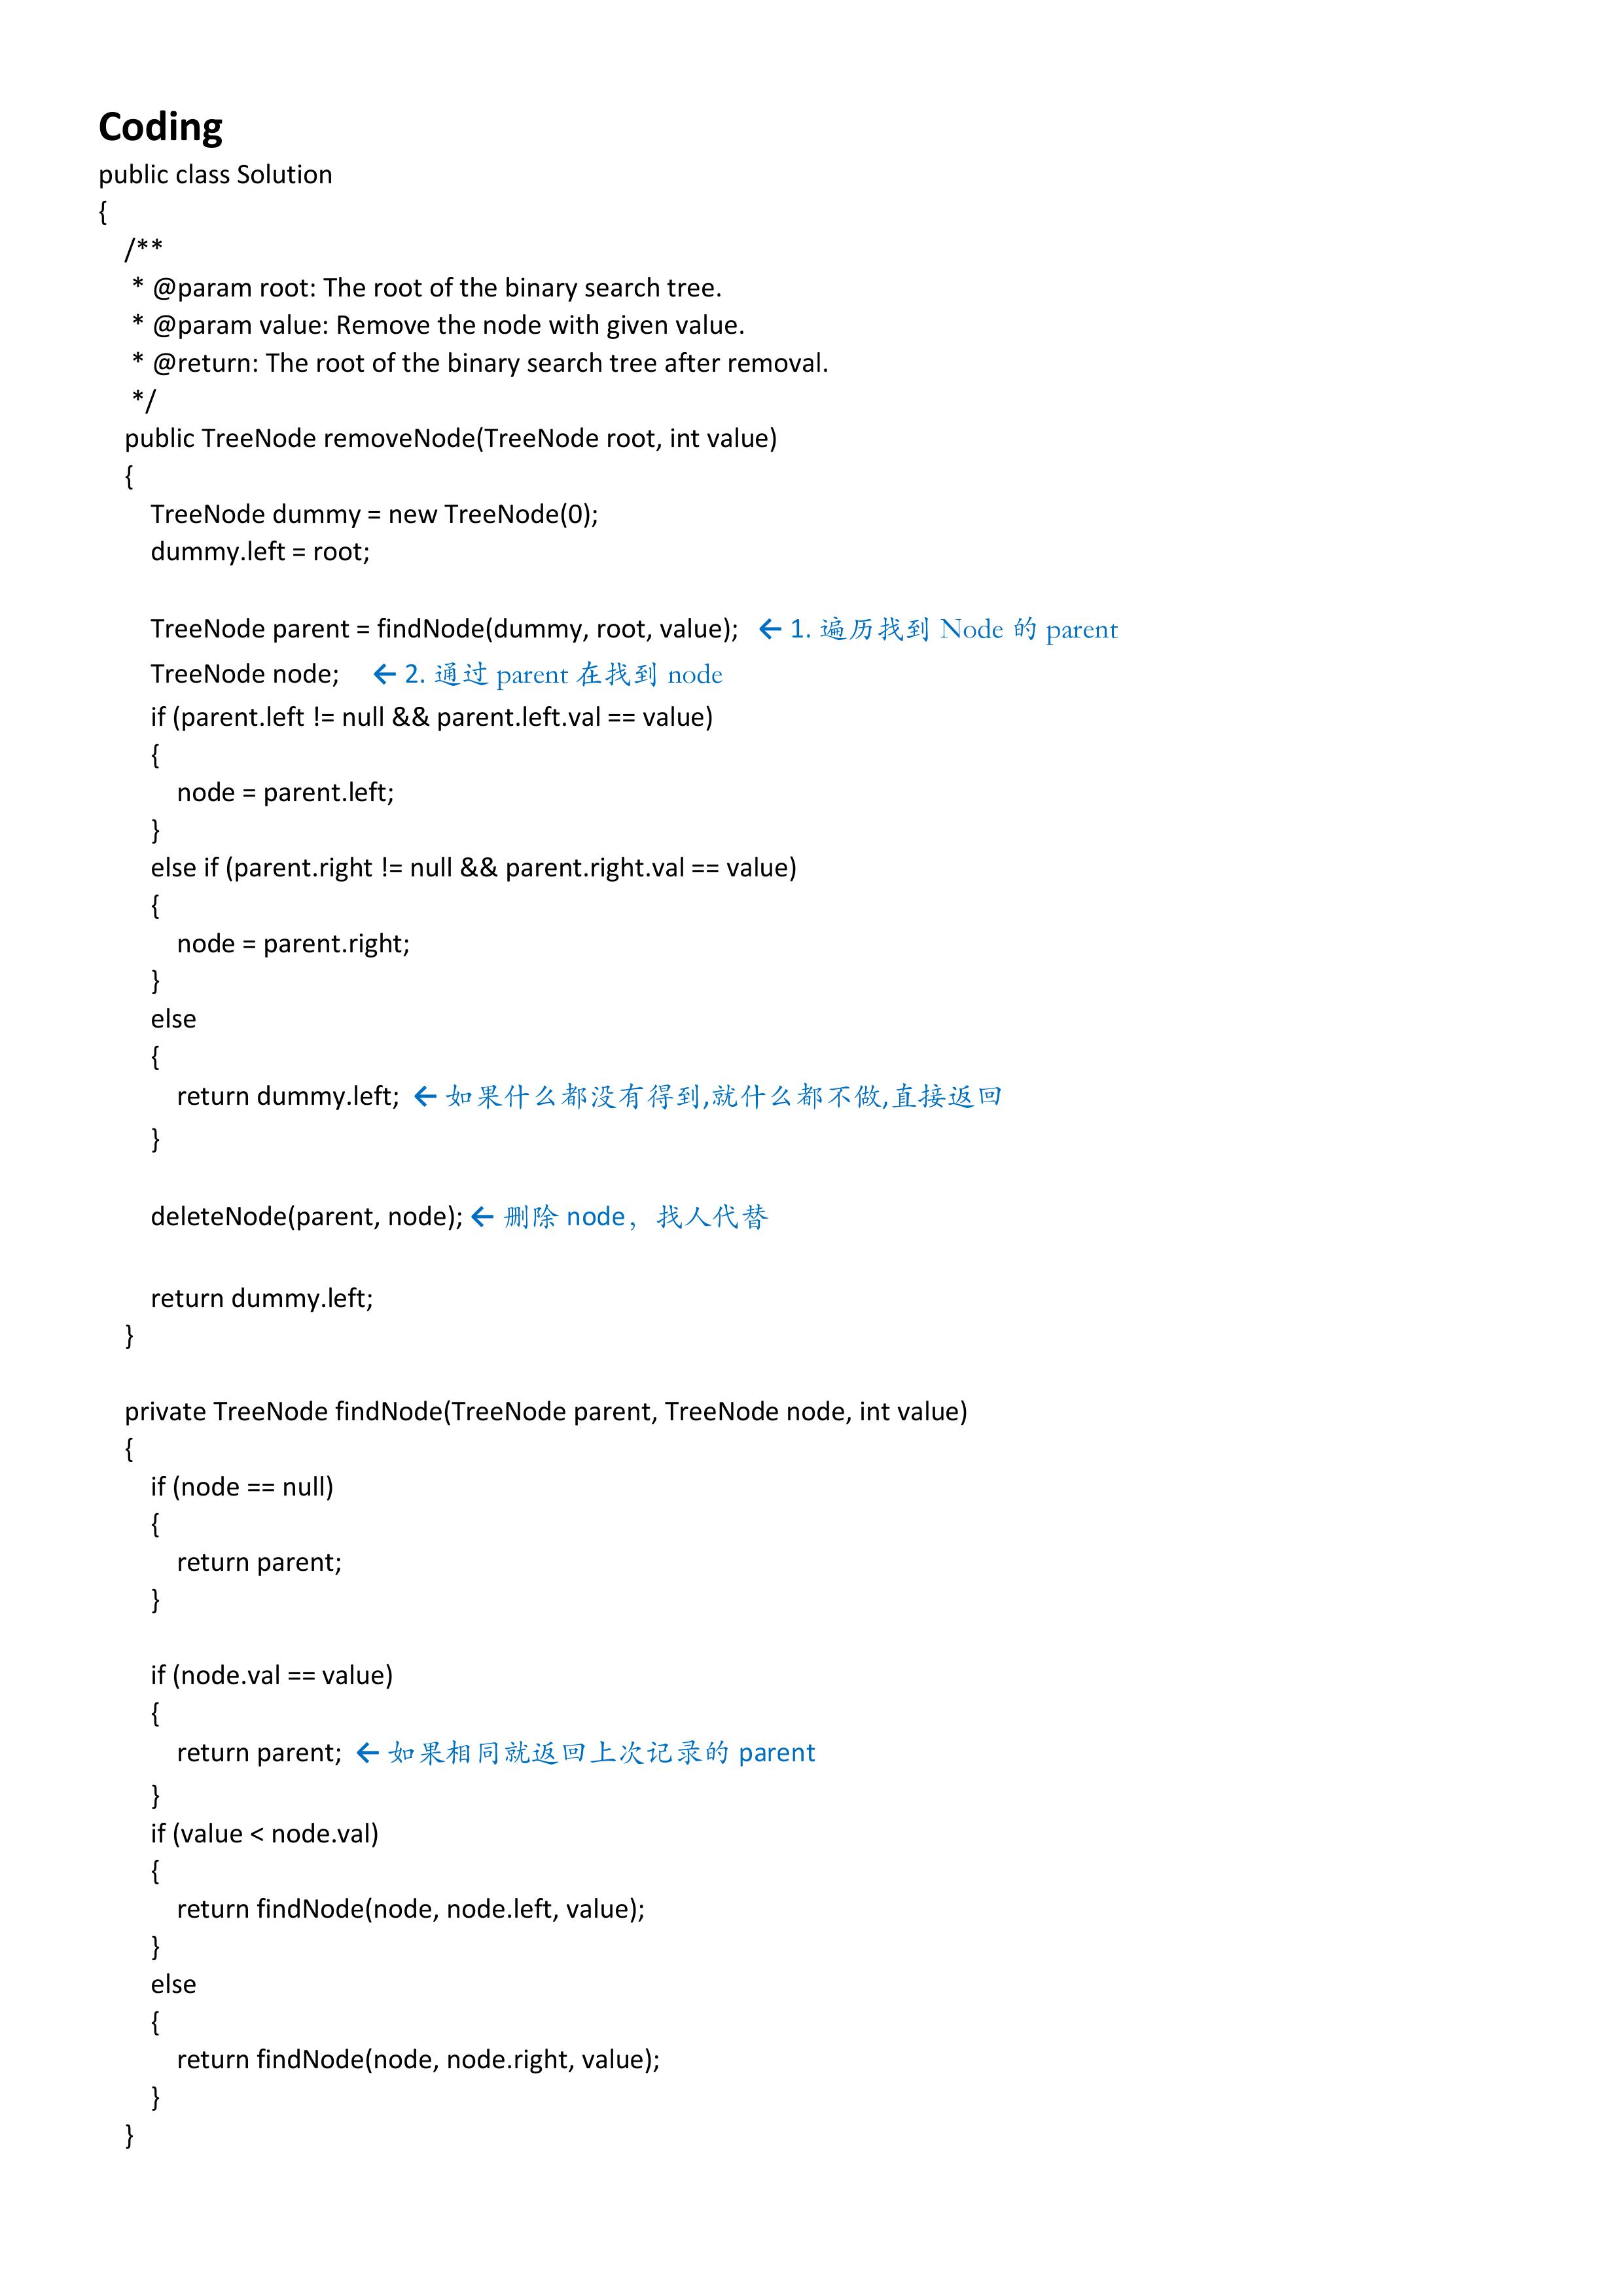 Coding
public class Solution
{
/**
* @param root: The root of the binary search tree.
* @param value: Remove the node with given value.
* @return: The root of the binary search tree after removal.
*/
public TreeNode removeNode(TreeNode root, int value)
{
TreeNode dummy = new TreeNode(0);
dummy.left = root;
TreeNode parent = findNode(dummy, root, value); ← 1. 遍历找到 Node 的 parent
TreeNode node; ← 2. 通过 parent 在找到 node
if (parent.left != null && parent.left.val == value)
{
node = parent.left;
}
else if (parent.right != null && parent.right.val == value)
{
node = parent.right;
}
else
{
return dummy.left; ← 如果什么都没有得到,就什么都不做,直接返回
}
deleteNode(parent, node); ← 删除 node，找人代替
return dummy.left;
}
private TreeNode findNode(TreeNode parent, TreeNode node, int value)
{
if (node == null)
{
return parent;
}
if (node.val == value)
{
return parent; ← 如果相同就返回上次记录的 parent
}
if (value < node.val)
{
return findNode(node, node.left, value);
}
else
{
return findNode(node, node.right, value);
}
}